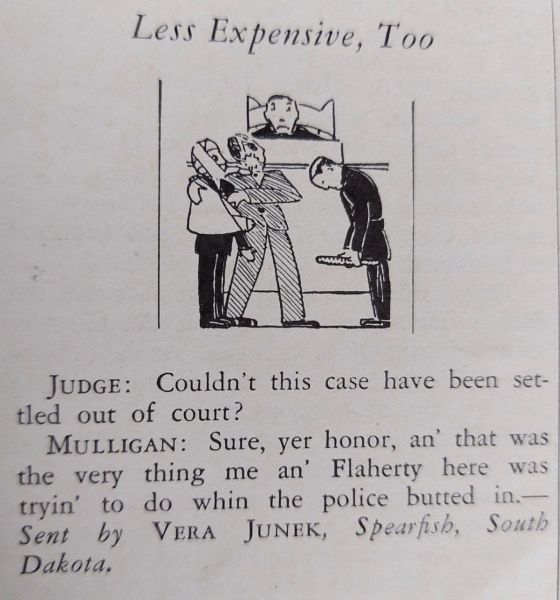 Less Expensive, Too
JUDGE: Couldn't this case have been set-
tled out of court?
MULLIGAN: Sure, yer honor, an' that was
the very thing me an' Flaherty here was
tryin' to do whin the police butted in.—
Sent by VERA JUNEK, Spearfish, South
Dakota.